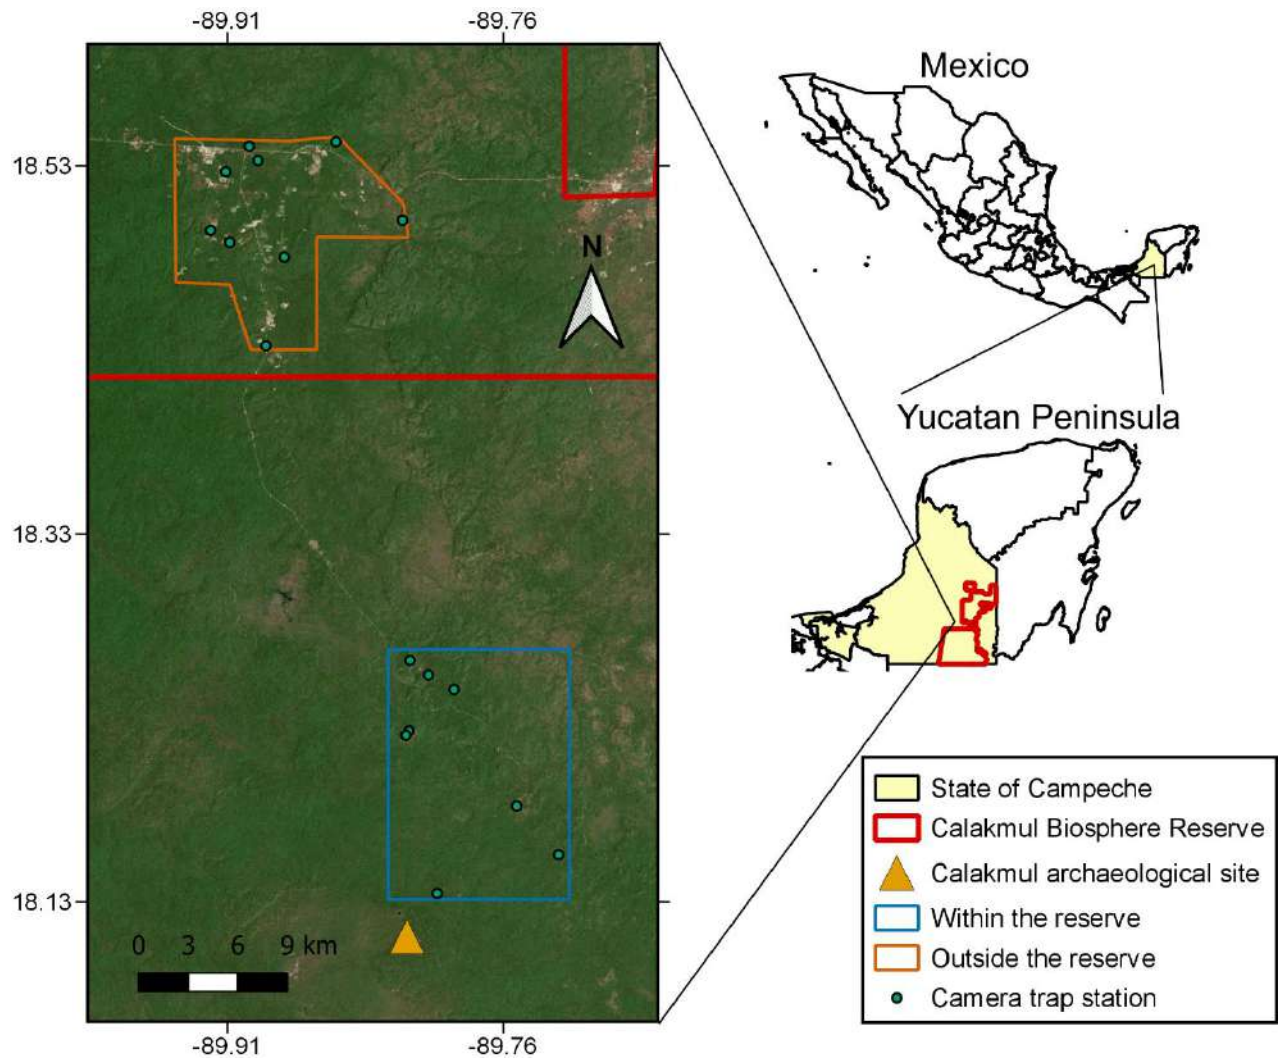 -89.91 -89.76
Mexico
18.53
N
Yucatan Peninsula
18.33
State of Campeche
Calakmul Biosphere Reserve
Calakmul archaeological site
18.13
Within the reserve
0 3 6 9 km
Outside the reserve
Camera trap station
-89.91 -89.76